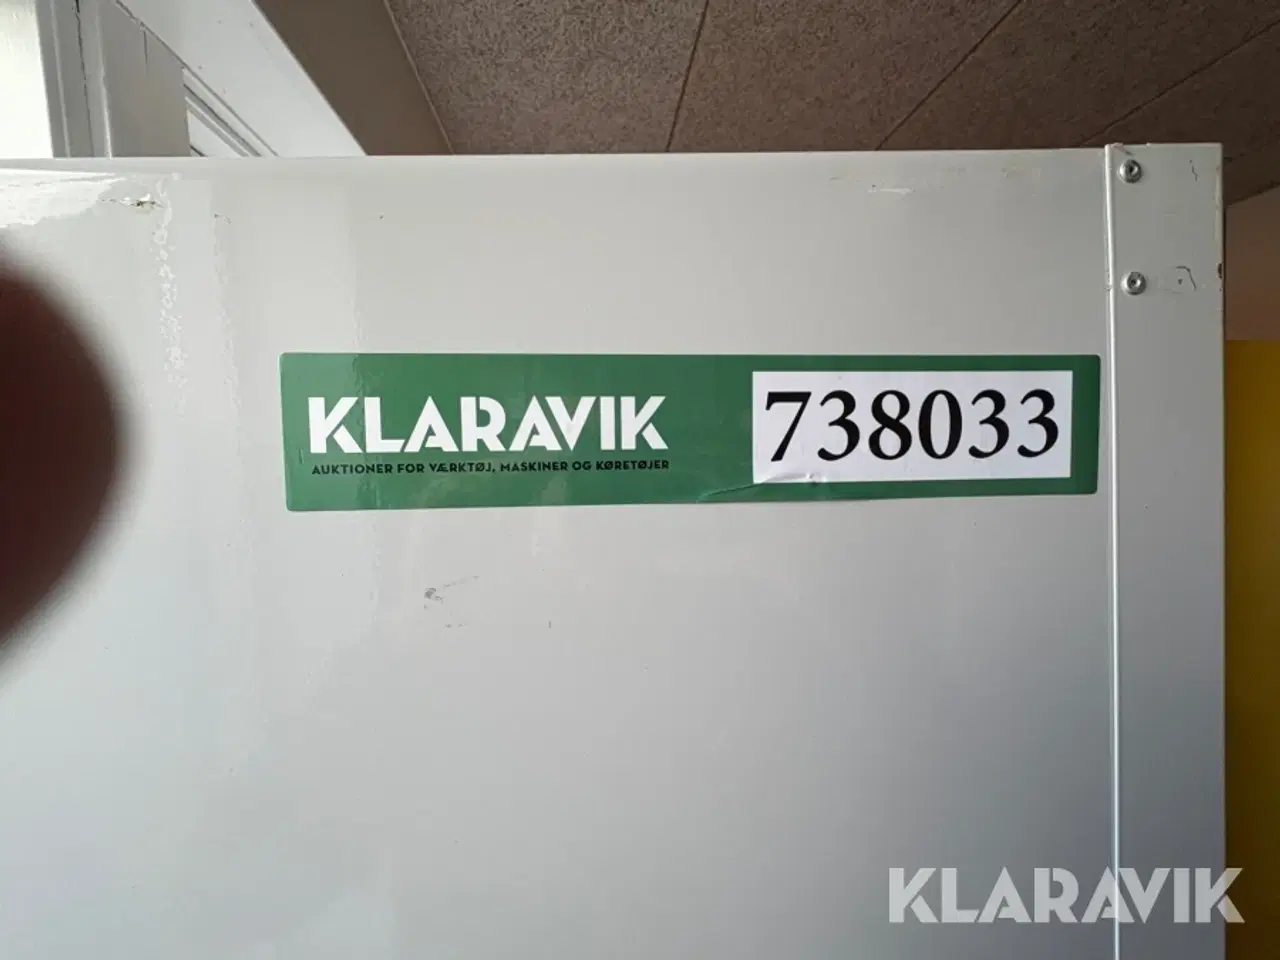 KLARAVIK
AUKTIONER FOR VÆRKTØJ, MASKINER OG KØRETØJER
738033
KLARAVIK